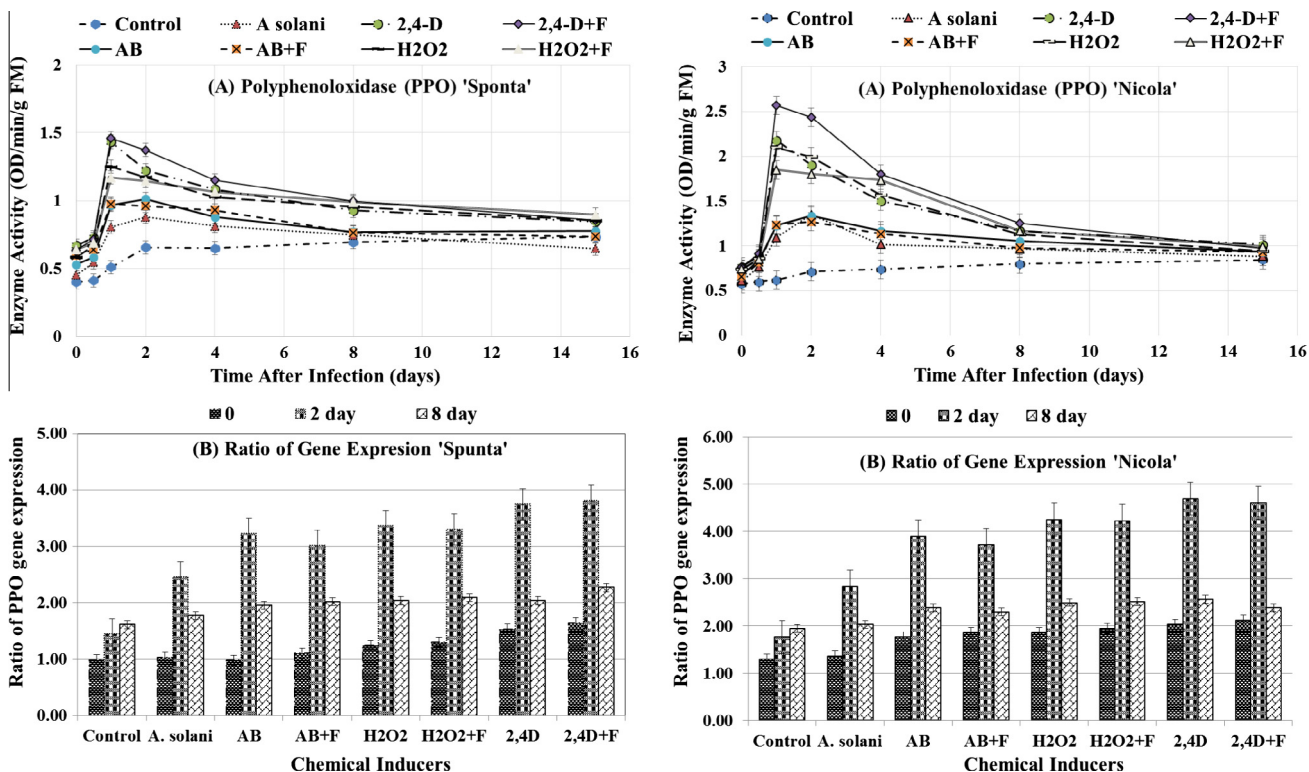 Control A solani 2,4-D 2,4-D+F
AB AB+F H2O2 H2O2+F
(A) Polyphenoloxidase (PPO) 'Sponta'
Enzyme Activity (OD/min/g FM)
2
1.5
1
0.5
0
0 2 4 6 8 10 12 14 16
Time After Infection (days)
Control A solani 2,4-D 2,4-D+F
AB AB+F H2O2 H2O2+F
(A) Polyphenoloxidase (PPO) 'Nicola'
Enzyme Activity (OD/min/g FM)
3
2.5
2
1.5
1
0.5
0
0 2 4 6 8 10 12 14 16
Time After Infection (days)
0 2 day 8 day
(B) Ratio of Gene Expresion 'Spunta'
Ratio of PPO gene expression
5.00
4.00
3.00
2.00
1.00
0.00
Control A. solani AB AB+F H2O2 H2O2+F 2,4D 2,4D+F
Chemical Inducers
0 2 day 8 day
(B) Ratio of Gene Expression 'Nicola'
Ratio of PPO gene expression
6.00
5.00
4.00
3.00
2.00
1.00
0.00
Control A. solani AB AB+F H2O2 H2O2+F 2,4D 2,4D+F
Chemical Inducers